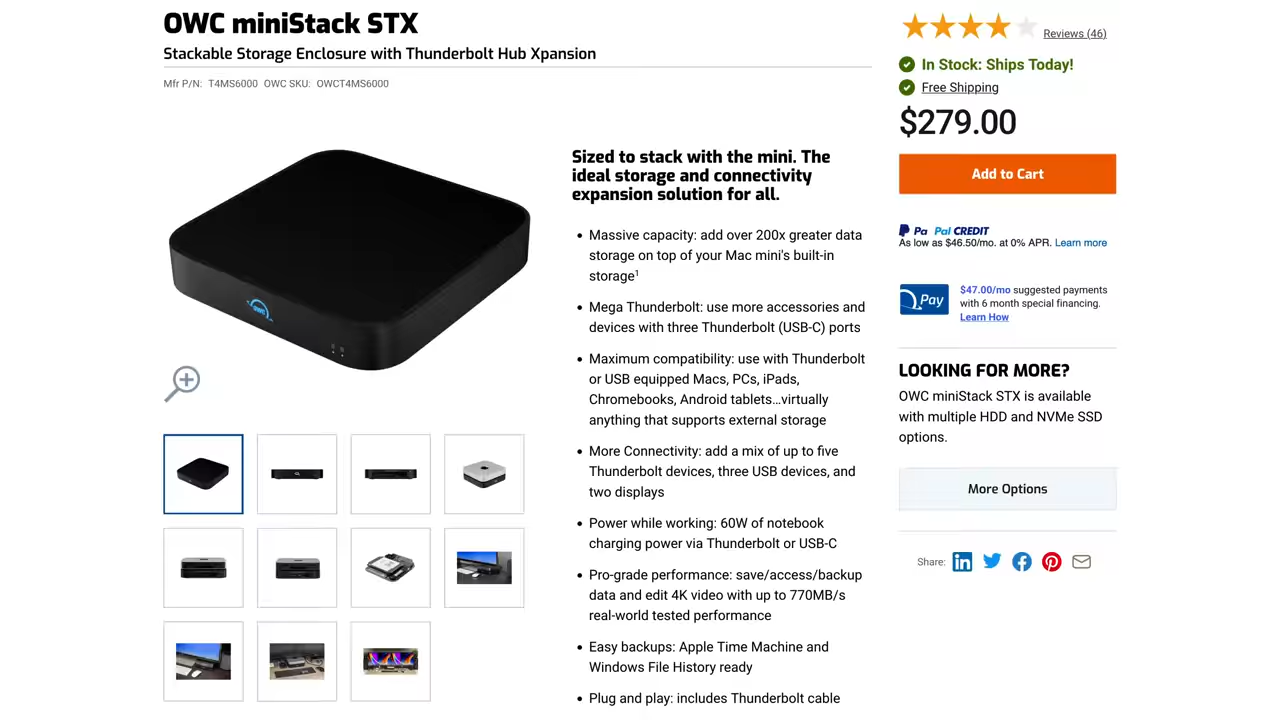 OWC miniStack STX
Stackable Storage Enclosure with Thunderbolt Hub Xpansion
Mfr P/N: T4MS6000 OWC SKU: OWCT4MS6000
OWC
Sized to stack with the mini. The
ideal storage and connectivity
expansion solution for all.
• Massive capacity: add over 200x greater data
storage on top of your Mac mini's built-in
storage¹
• Mega Thunderbolt: use more accessories and
devices with three Thunderbolt (USB-C) ports
• Maximum compatibility: use with Thunderbolt
or USB equipped Macs, PCs, iPads,
Chromebooks, Android tablets…virtually
anything that supports external storage
• More Connectivity: add a mix of up to five
Thunderbolt devices, three USB devices, and
two displays
• Power while working: 60W of notebook
charging power via Thunderbolt or USB-C
• Pro-grade performance: save/access/backup
data and edit 4K video with up to 770MB/s
real-world tested performance
• Easy backups: Apple Time Machine and
Windows File History ready
• Plug and play: includes Thunderbolt cable
Reviews (46)
In Stock: Ships Today!
Free Shipping
$279.00
Add to Cart
Pa Pal CREDIT
As low as $46.50/mo. at 0% APR. Learn more
Pay
$47.00/mo suggested payments
with 6 month special financing.
Learn How
LOOKING FOR MORE?
OWC miniStack STX is available
with multiple HDD and NVMe SSD
options.
More Options
Share: